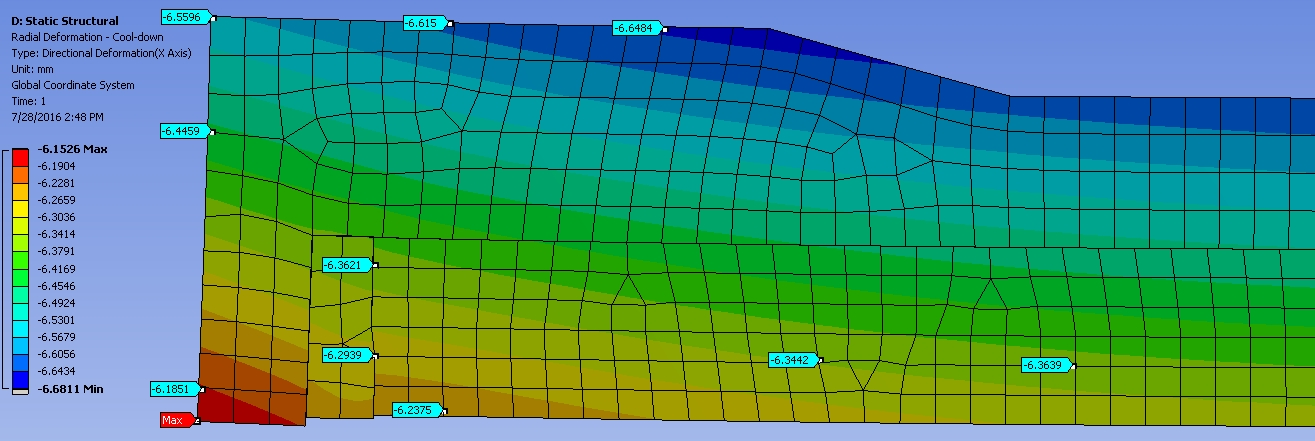 D: Static Structural
Radial Deformation - Cool-down
Type: Directional Deformation(X Axis)
Unit: mm
Global Coordinate System
Time: 1
7/28/2016 2:48 PM
-6.1526 Max
-6.1904
-6.2281
-6.2659
-6.3036
-6.3414
-6.3791
-6.4169
-6.4546
-6.4924
-6.5301
-6.5679
-6.6056
-6.6434
-6.6811 Min
-6.5596
-6.615
-6.6484
-6.4459
-6.3621
-6.2939
-6.3442
-6.3639
-6.1851
-6.2375
Max